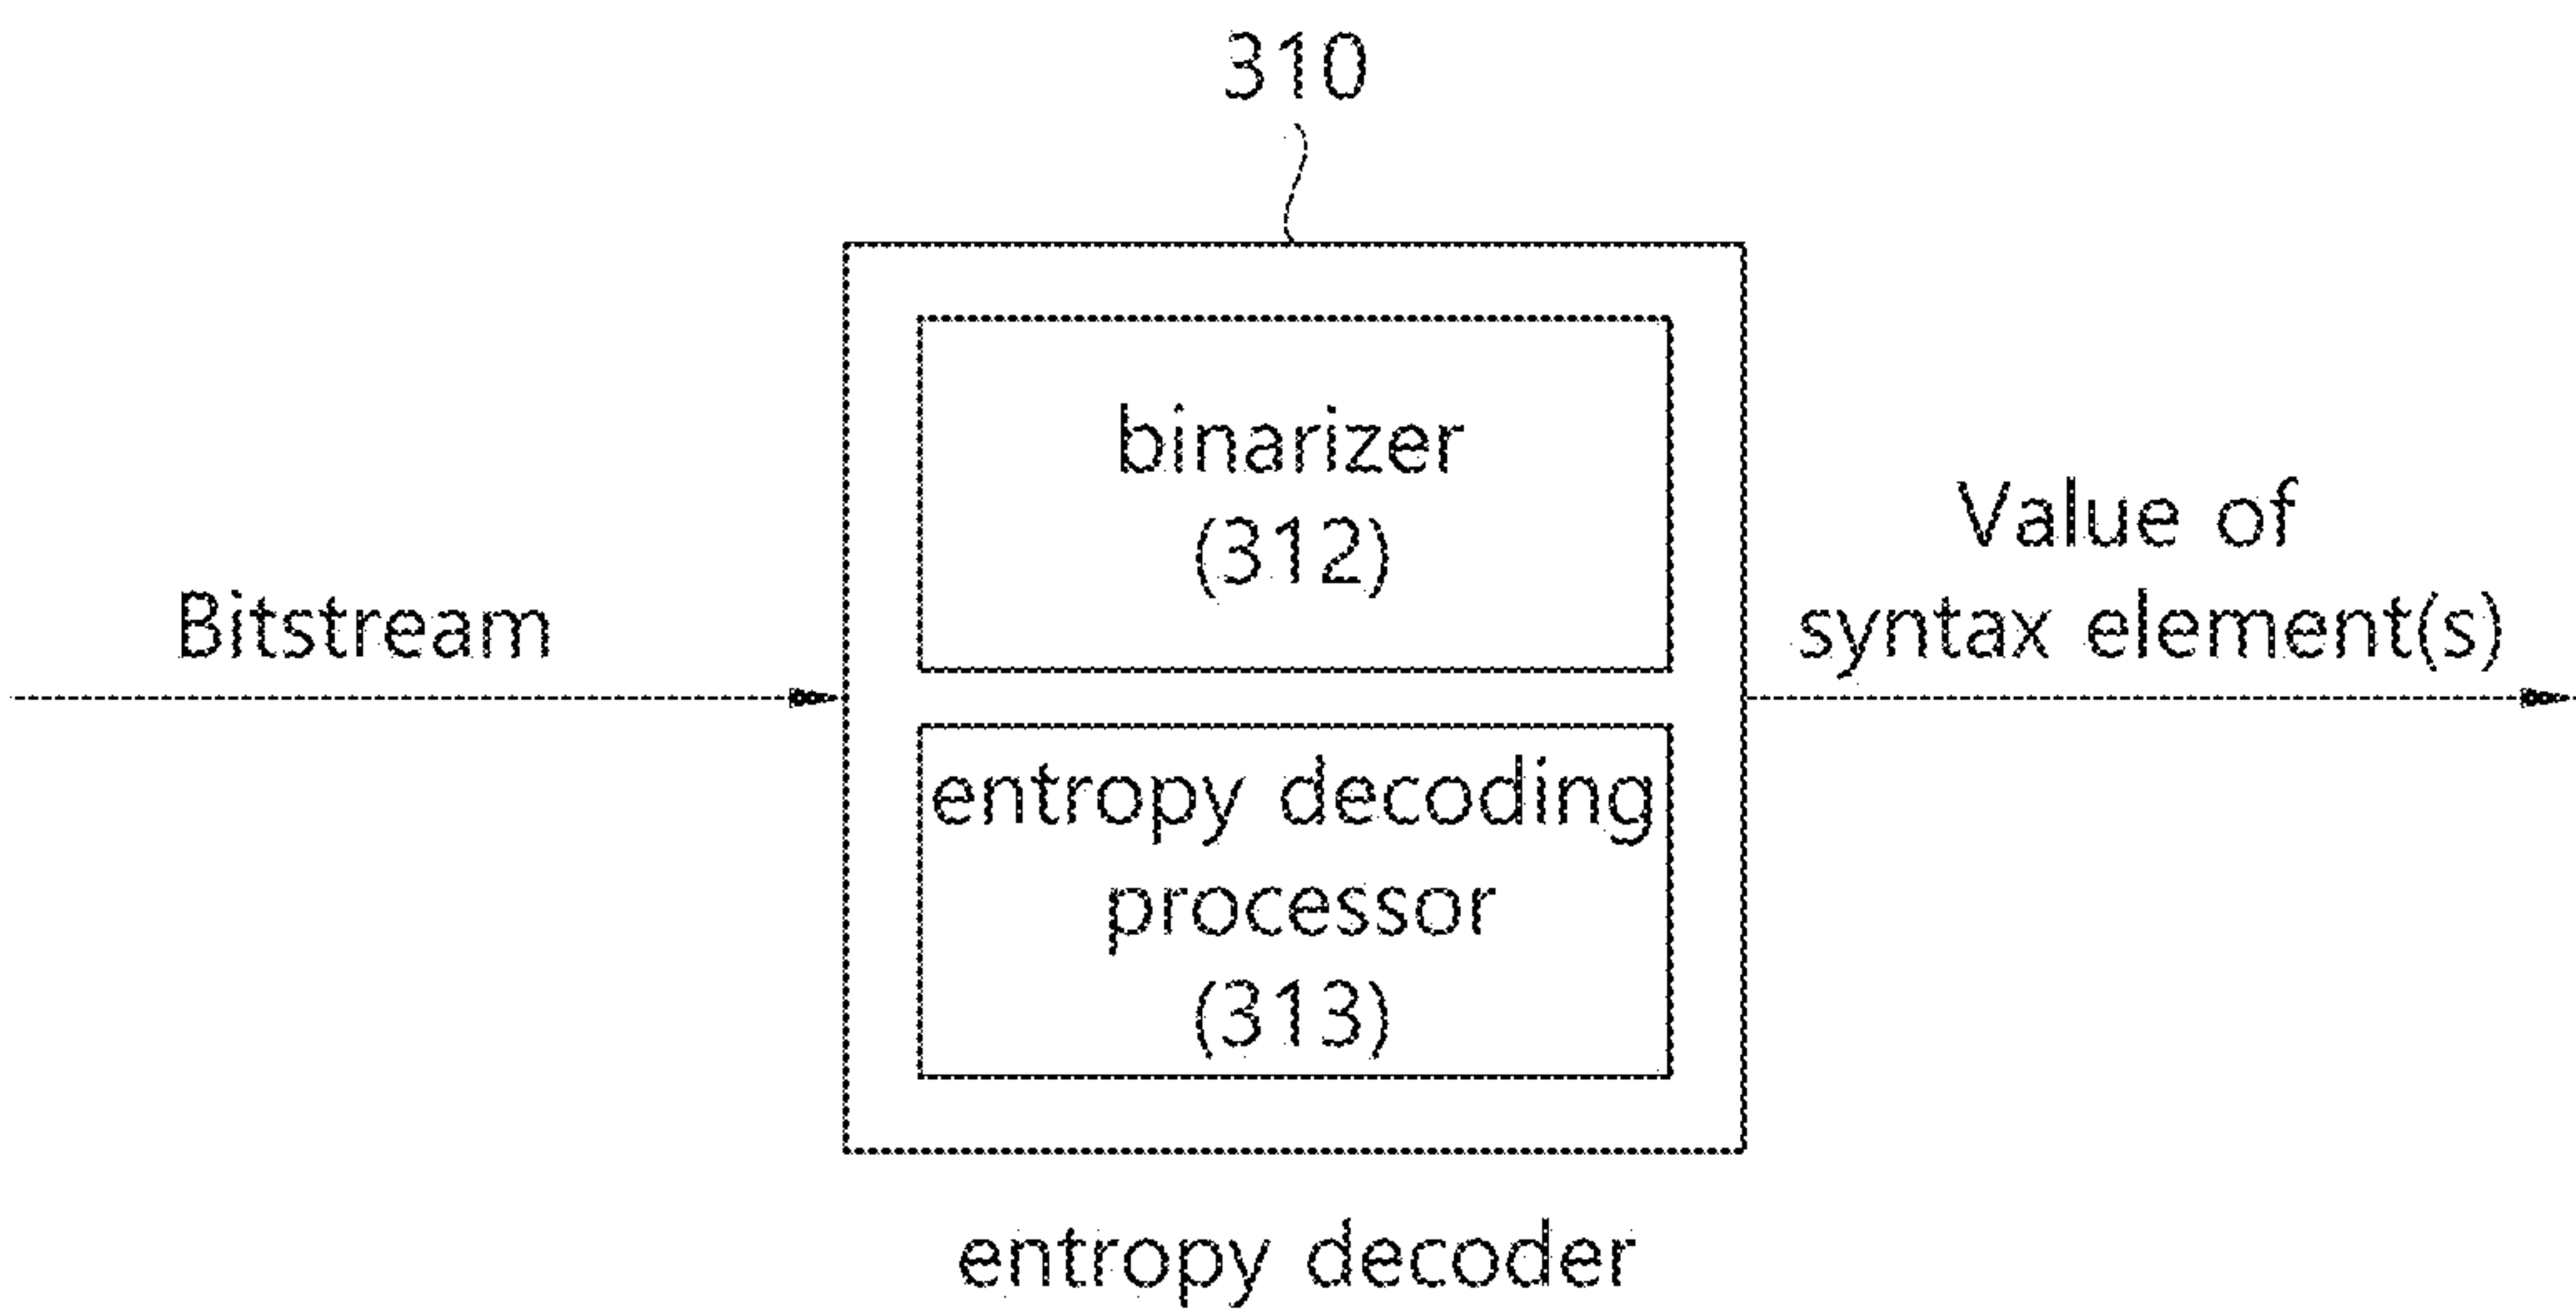 310
binarizer
(312)
Bitstream
Value of
syntax element(s)
entropy decoding
processor
(313)
entropy decoder